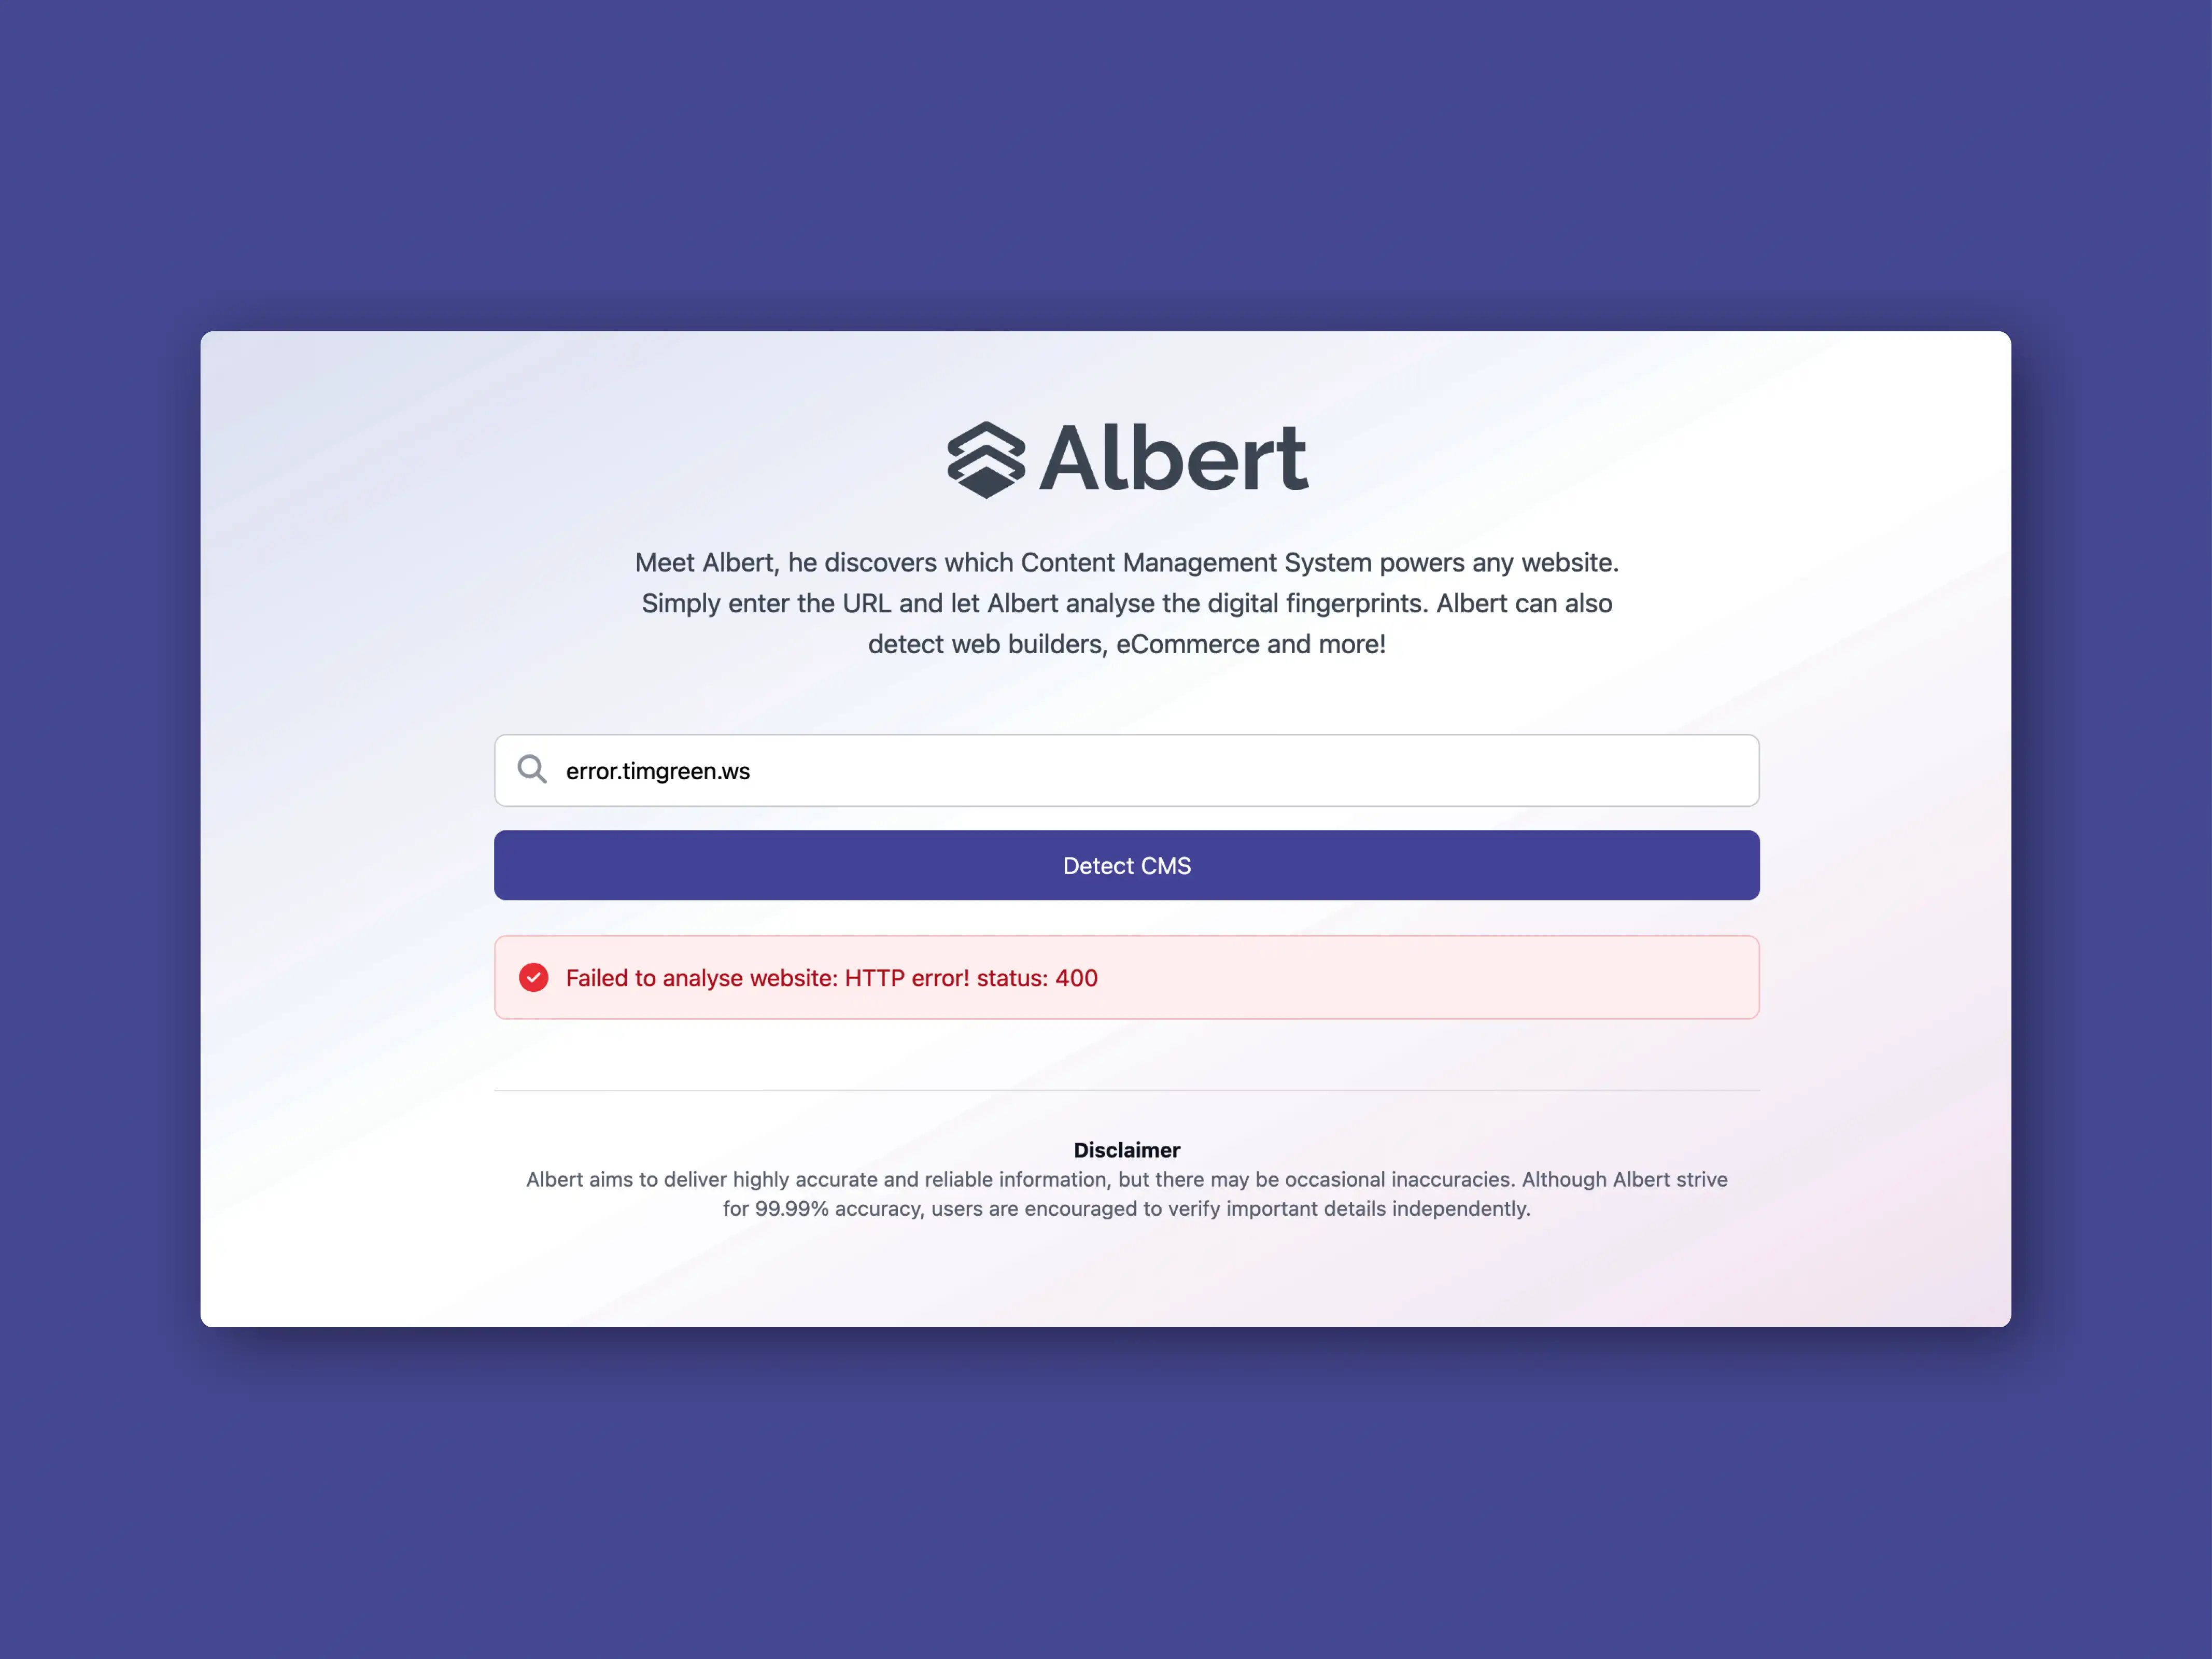 Albert
Meet Albert, he discovers which Content Management System powers any website.
Simply enter the URL and let Albert analyse the digital fingerprints. Albert can also
detect web builders, eCommerce and more!
error.timgreen.ws
Detect CMS
Failed to analyse website: HTTP error! status: 400
Disclaimer
Albert aims to deliver highly accurate and reliable information, but there may be occasional inaccuracies. Although Albert strive
for 99.99% accuracy, users are encouraged to verify important details independently.